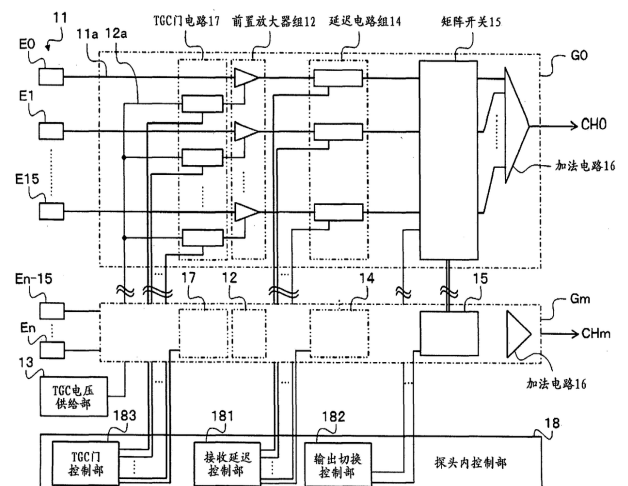 TGC门电路17 前置放大器组12 延迟电路组14 矩阵开关15
11 12a
E0 11a G0
E1
CH0
加法电路16
E15
En-15 17 12 14 15 Gm
En
CHm
13
加法电路16
TGC电压
供给部
183 181 182 18
TGC门
控制部
接收延迟
控制部
输出切换
控制部
探头内控制部